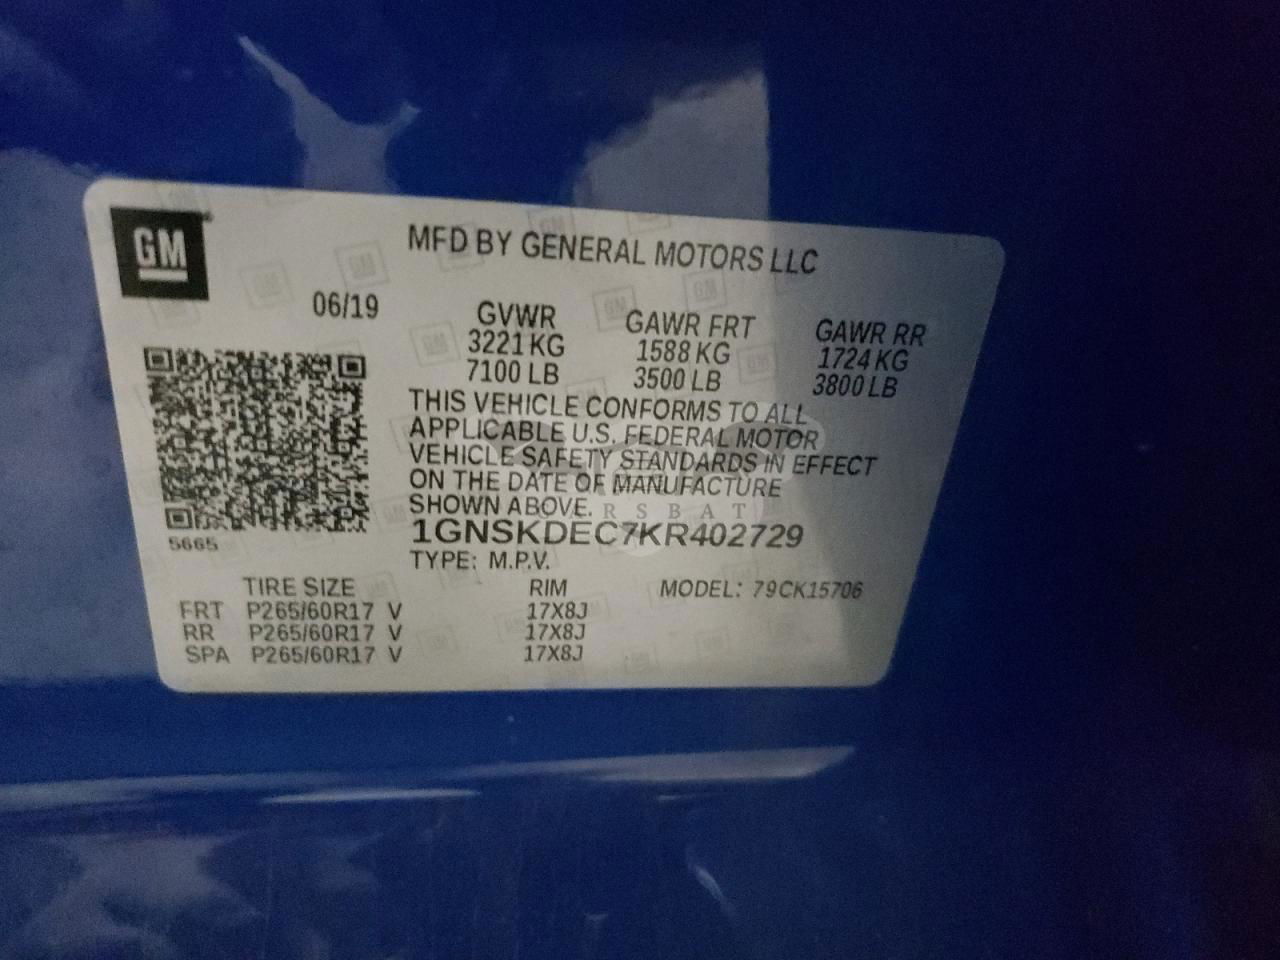 GM
MFD BY GENERAL MOTORS LLC
06/19
GVWR GAWR FRT GAWR RR
3221 KG 1588 KG 1724 KG
7100 LB 3500 LB 3800 LB
THIS VEHICLE CONFORMS TO ALL
APPLICABLE U.S. FEDERAL MOTOR
VEHICLE SAFETY STANDARDS IN EFFECT
ON THE DATE OF MANUFACTURE
SHOWN ABOVE.
1GNSKDEC7KR402729
5665
TYPE: M.P.V.
TIRE SIZE RIM MODEL: 79CK15706
FRT P265/60R17 V 17X8J
RR P265/60R17 V 17X8J
SPA P265/60R17 V 17X8J